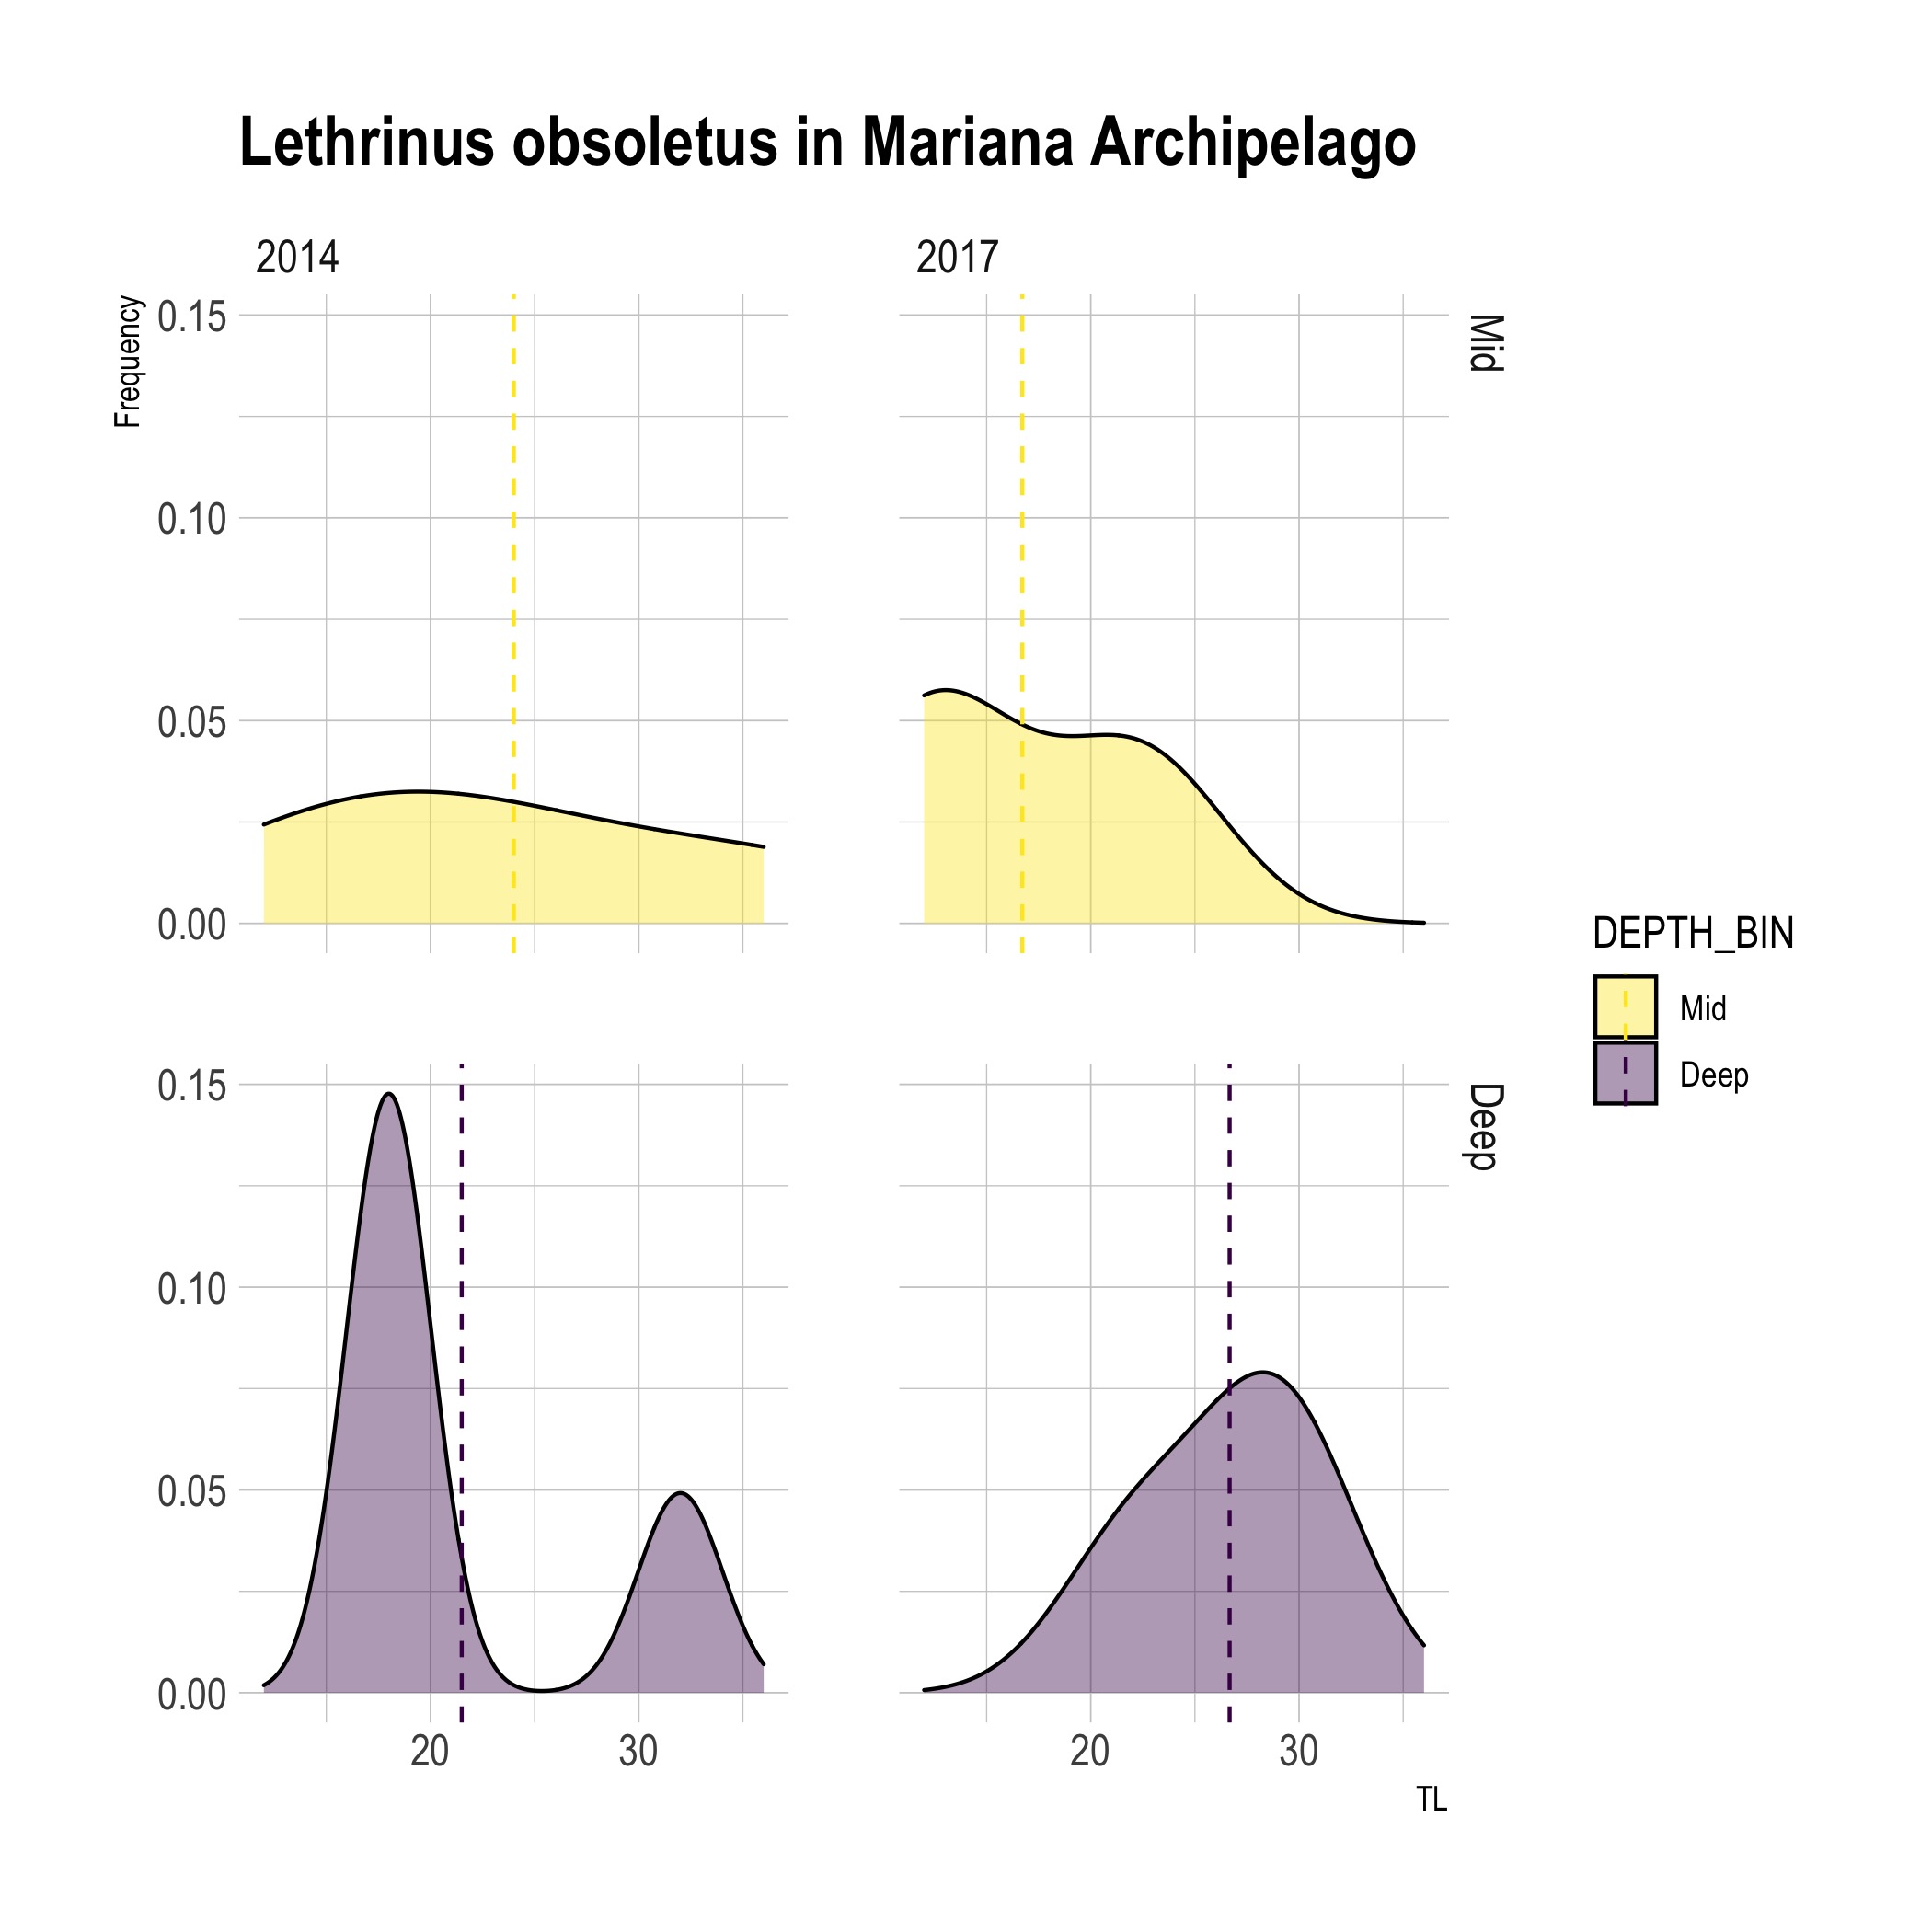 Lethrinus obsoletus in Mariana Archipelago
2014
2017
Frequency
0.15
0.10
0.05
0.00
Mid
0.15
0.10
0.05
0.00
Deep
20
30
20
30
TL
DEPTH_BIN
Mid
Deep